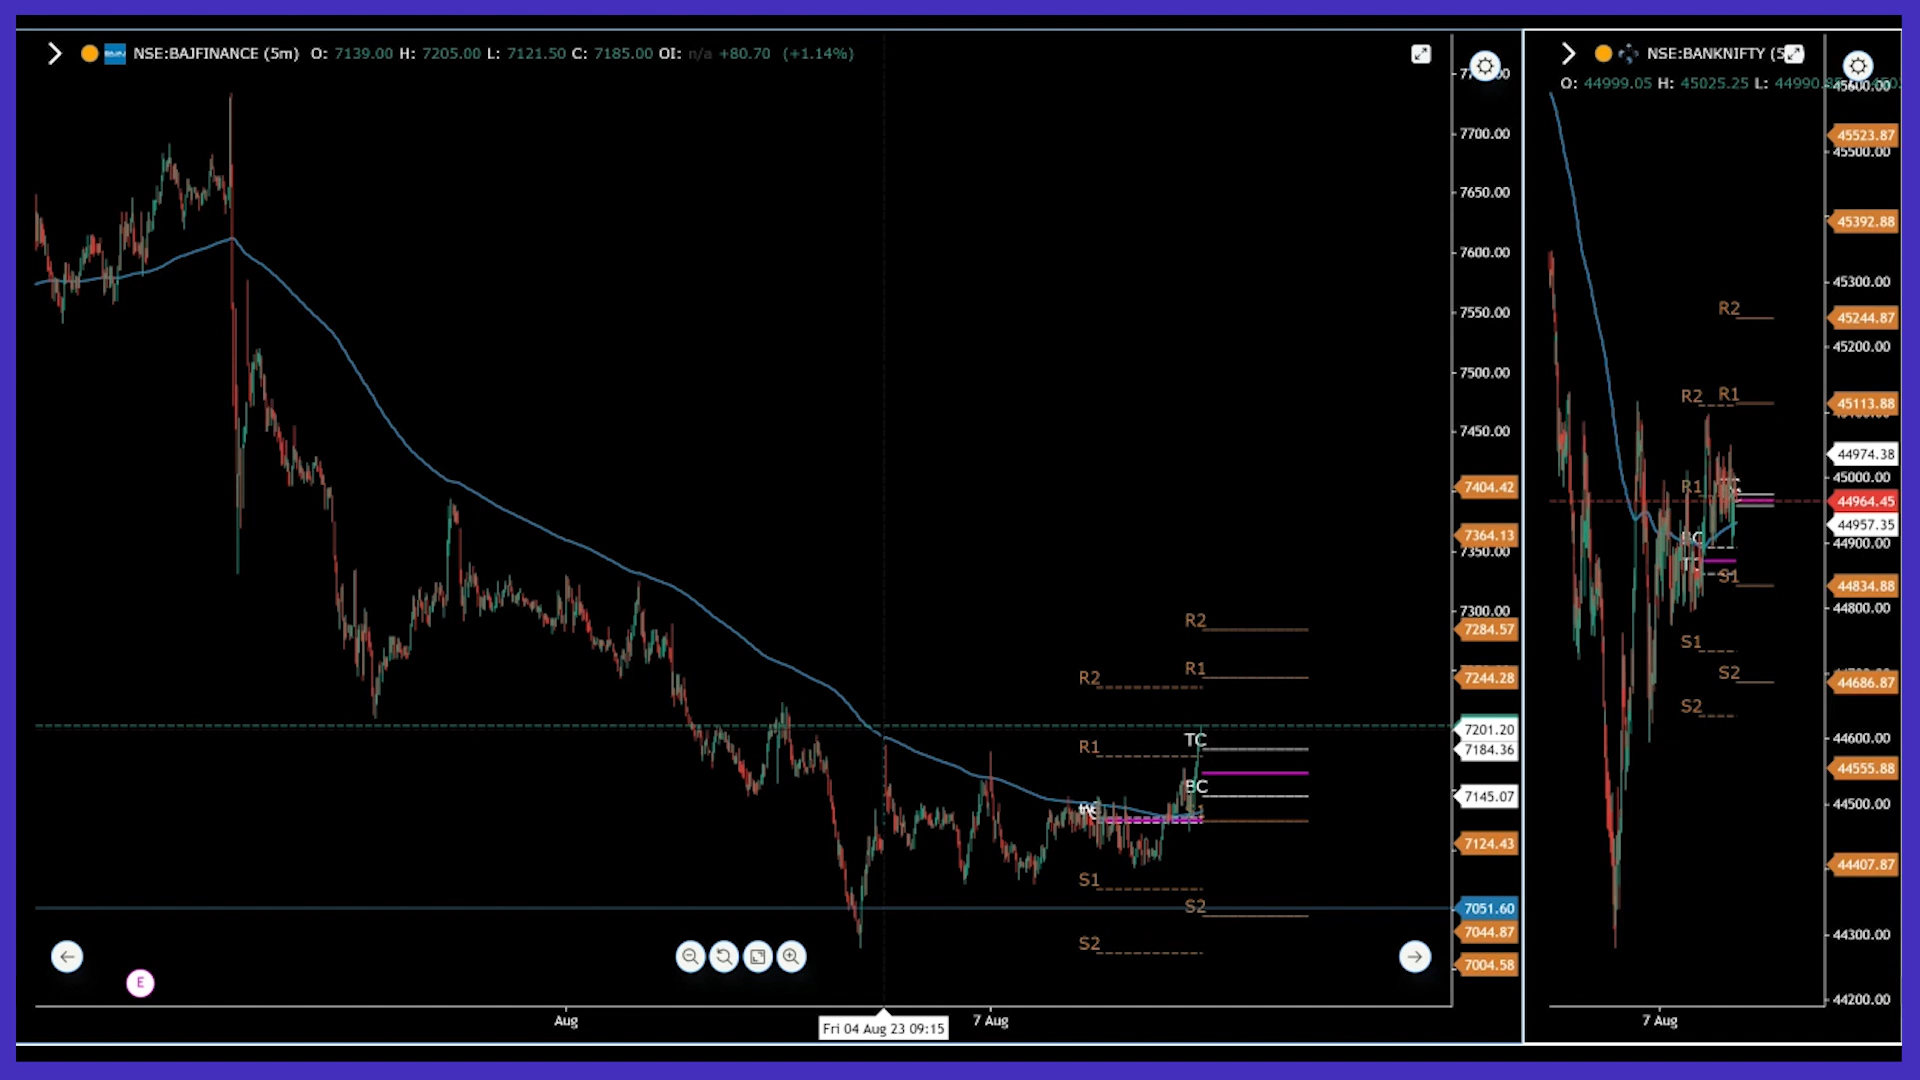 NSE:BAJFINANCE (5m) O: 7139.00 H: 7205.00 L: 7121.50 C: 7185.00 OI: n/a +80.70 (+1.14%)
7700.00
7650.00
7600.00
7550.00
7500.00
7450.00
7404.42
7364.13
7350.00
7300.00
R2
7284.57
R1
R2
7244.28
7201.20
TC
R1
7184.36
BC
7145.07
7124.43
S1
S2
7051.60
7044.87
S2
7004.58
E
Aug
Fri 04 Aug 23 09:15
7 Aug
NSE:BANKNIFTY (5
O: 44999.05 H: 45025.25 L: 44990.
45600.00
45523.87
45500.00
45392.88
45300.00
R2
45244.87
45200.00
R2 R1
45113.88
44974.38
45000.00
R1
44964.45
44957.35
BC
44900.00
TC
S1
44834.88
44800.00
S1
S2
44686.87
S2
44600.00
44555.88
44500.00
44407.87
44300.00
44200.00
7 Aug